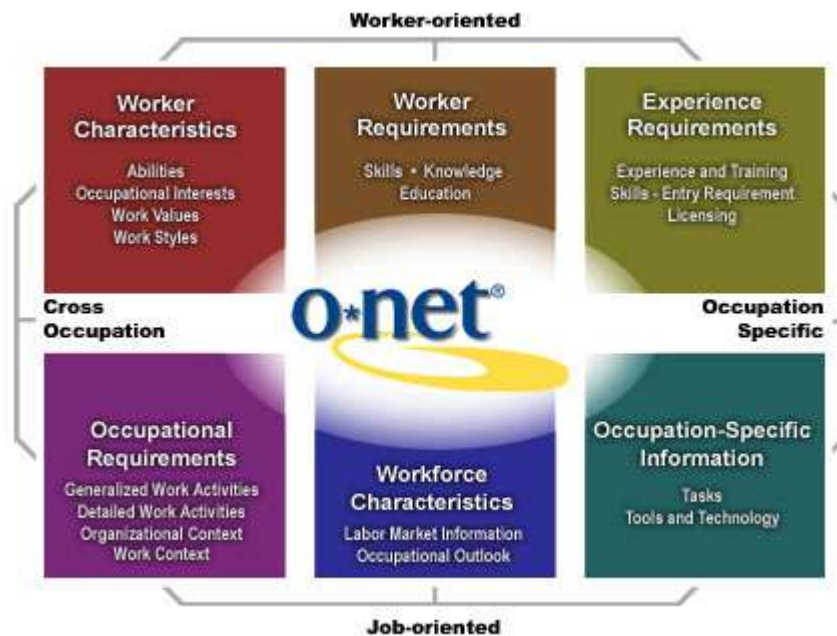 Worker-oriented
Worker
Characteristics
Abilities
Occupational Interests
Work Values
Work Styles
Worker
Requirements
Skills • Knowledge
Education
Experience
Requirements
Experience and Training
Skills - Entry Requirement
Licensing
Cross
Occupation
o*net®
Occupation
Specific
Occupational
Requirements
Generalized Work Activities
Detailed Work Activities
Organizational Context
Work Context
Workforce
Characteristics
Labor Market Information
Occupational Outlook
Occupation-Specific
Information
Tasks
Tools and Technology
Job-oriented